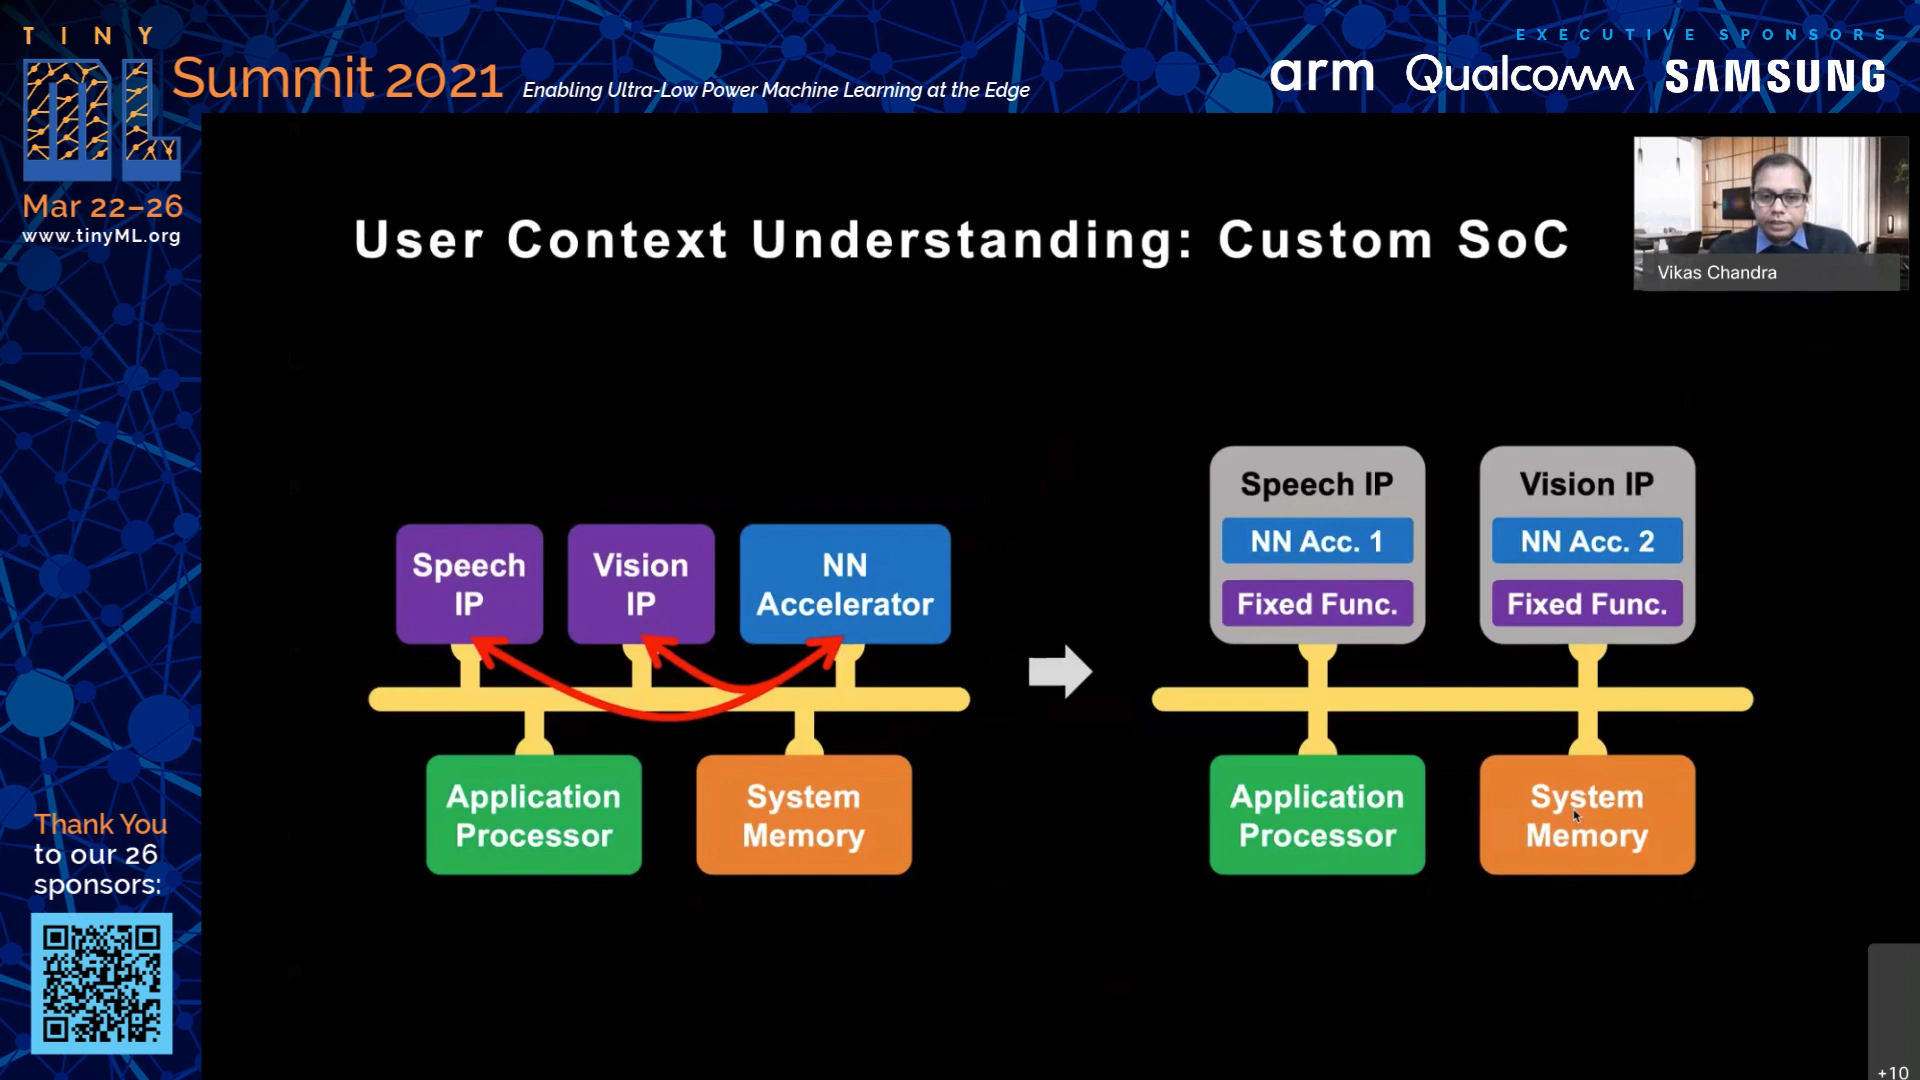 TINY
ML
Summit 2021
Enabling Ultra-Low Power Machine Learning at the Edge
EXECUTIVE SPONSORS
arm Qualcomm SAMSUNG
Mar 22–26
www.tinyML.org
Vikas Chandra
User Context Understanding: Custom SoC
Speech
IP
Vision
IP
NN
Accelerator
Application
Processor
System
Memory
Speech IP
NN Acc. 1
Fixed Func.
Vision IP
NN Acc. 2
Fixed Func.
Application
Processor
System
Memory
Thank You
to our 26
sponsors:
+10